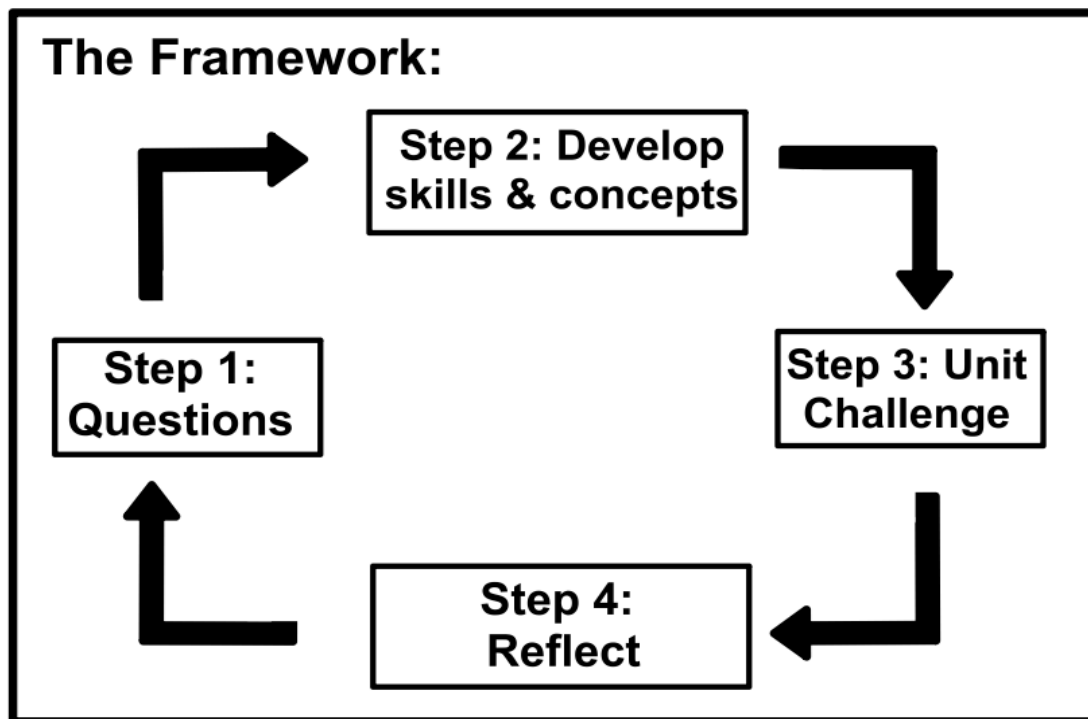 The Framework:
Step 1:
Questions
Step 2: Develop
skills & concepts
Step 3: Unit
Challenge
Step 4:
Reflect